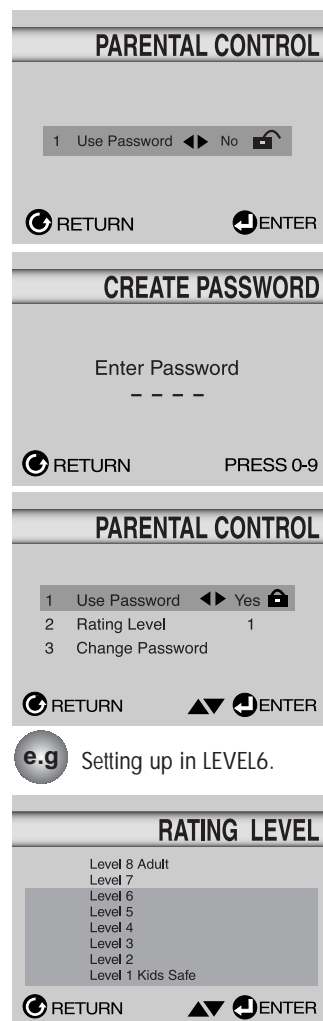 PARENTAL CONTROL
1 Use Password ◀▶ No
RETURN ENTER
CREATE PASSWORD
Enter Password
– – – –
RETURN PRESS 0-9
PARENTAL CONTROL
1 Use Password ◀▶ Yes
2 Rating Level 1
3 Change Password
RETURN ▲▼ ENTER
e.g Setting up in LEVEL6.
RATING LEVEL
Level 8 Adult
Level 7
Level 6
Level 5
Level 4
Level 3
Level 2
Level 1 Kids Safe
RETURN ▲▼ ENTER